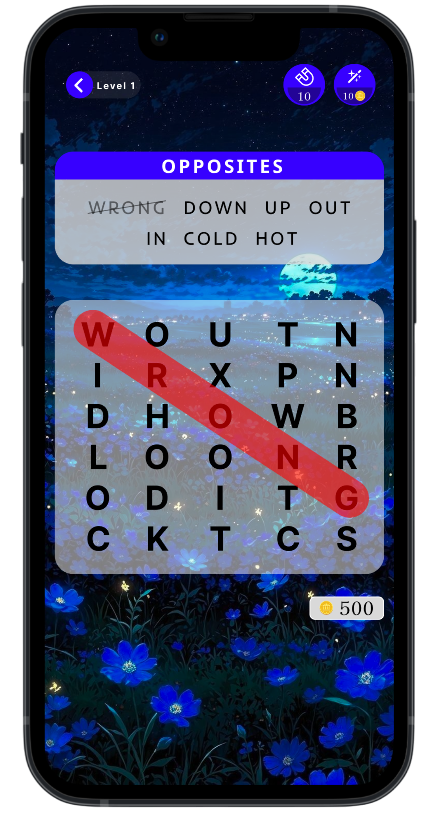 Level 1
10
10
OPPOSITES
WRONG DOWN UP OUT
IN COLD HOT
W O U T N
I R X P N
D H O W B
L O O N R
O D I T G
C K T C S
500